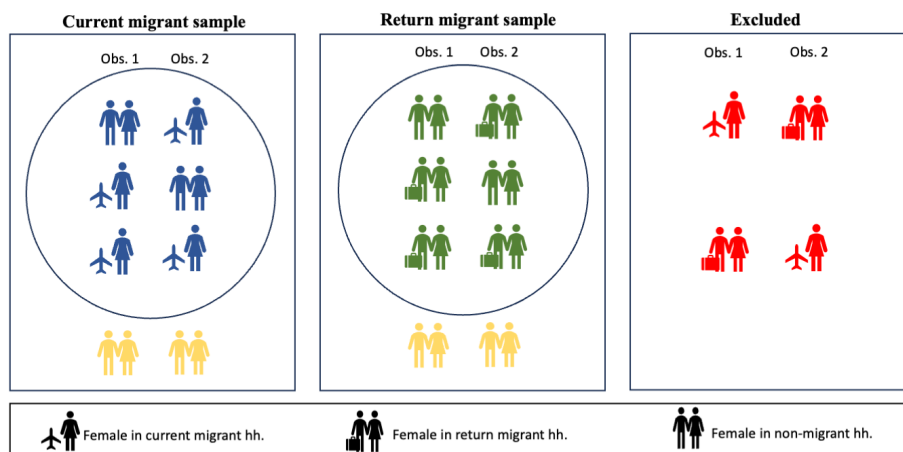 Current migrant sample
Return migrant sample
Excluded
Obs. 1 Obs. 2
Obs. 1 Obs. 2
Obs. 1 Obs. 2
Female in current migrant hh.
Female in return migrant hh.
Female in non-migrant hh.